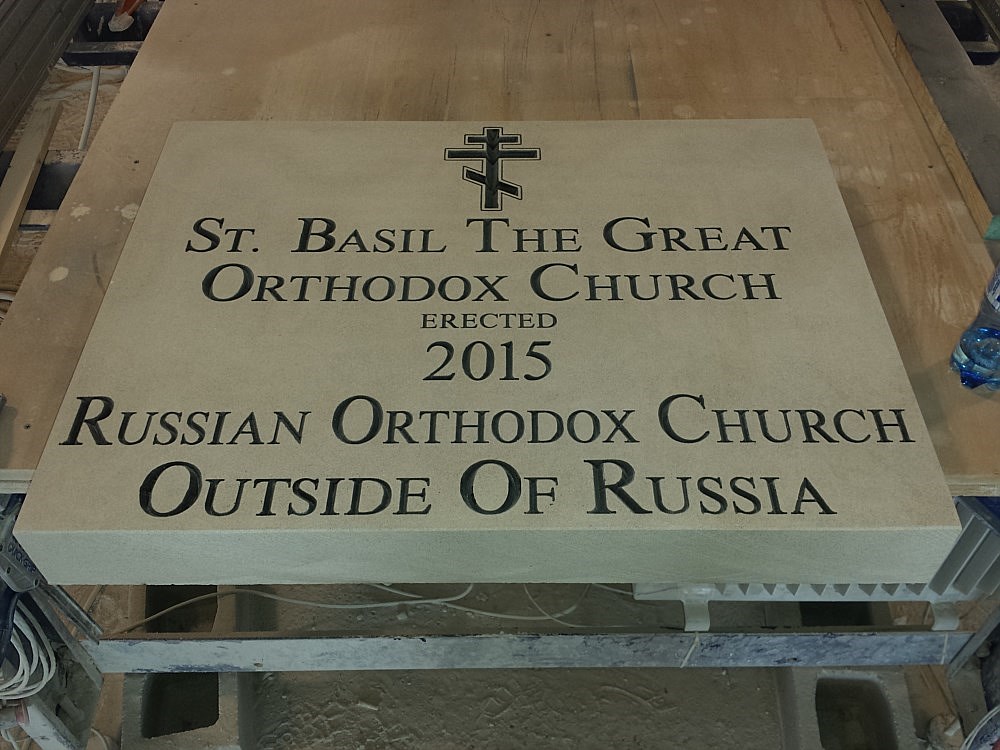 St. Basil The Great
Orthodox Church
ERECTED
2015
Russian Orthodox Church
Outside Of Russia